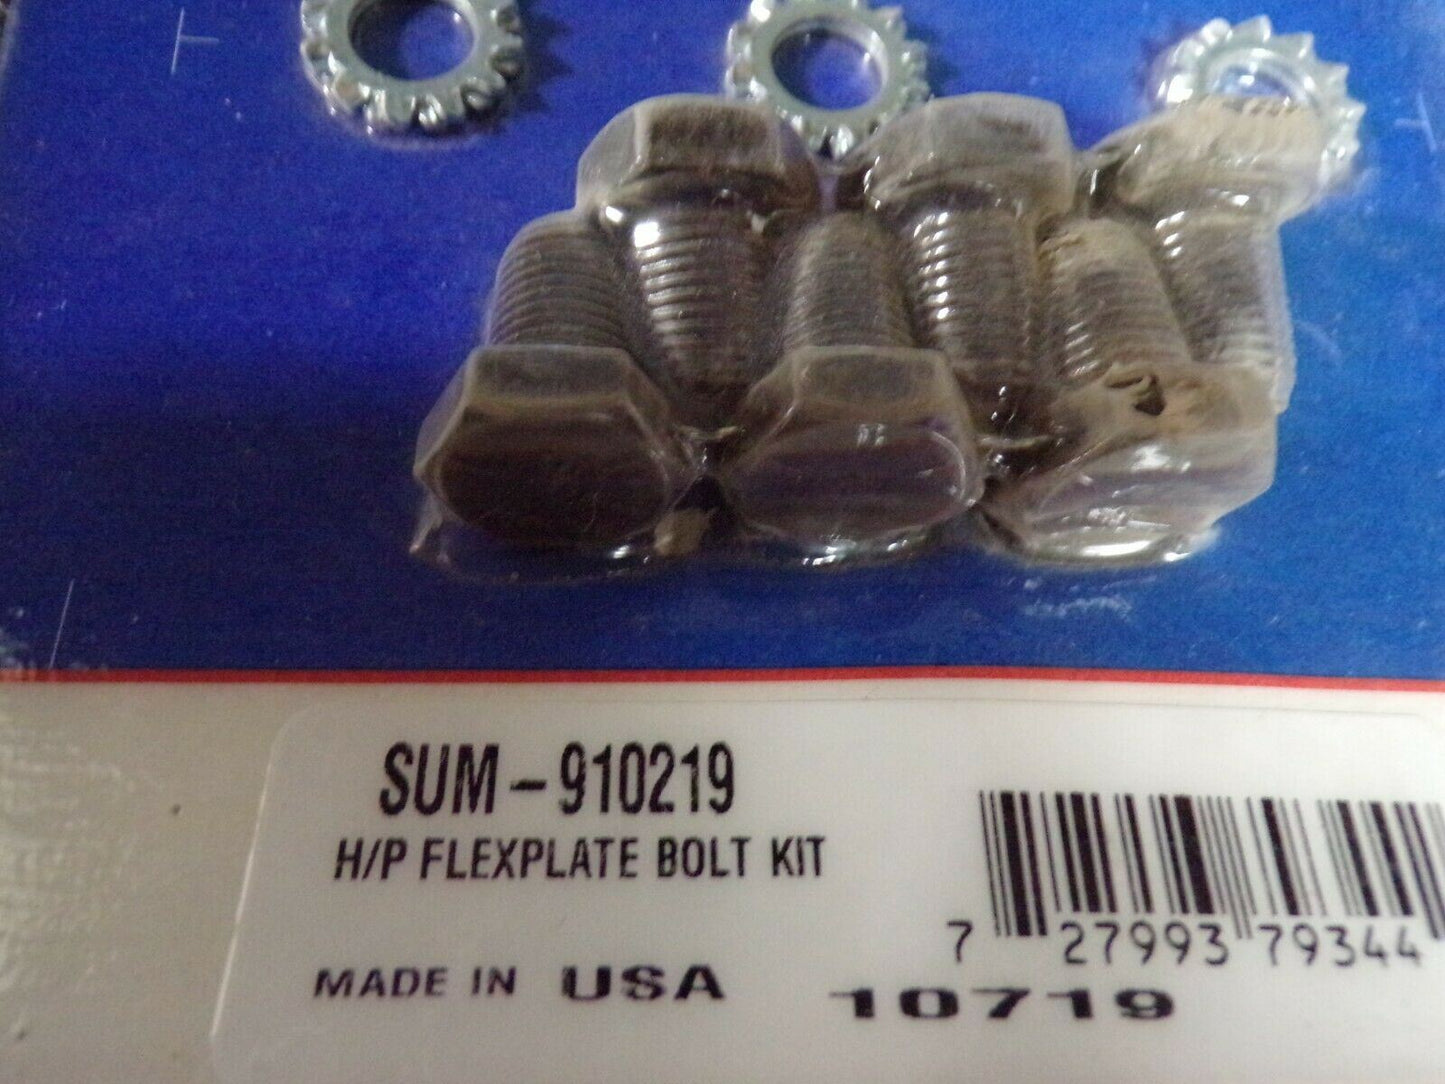 SUM-910219
H/P FLEXPLATE BOLT KIT
7 27993 79344
MADE IN USA 10719